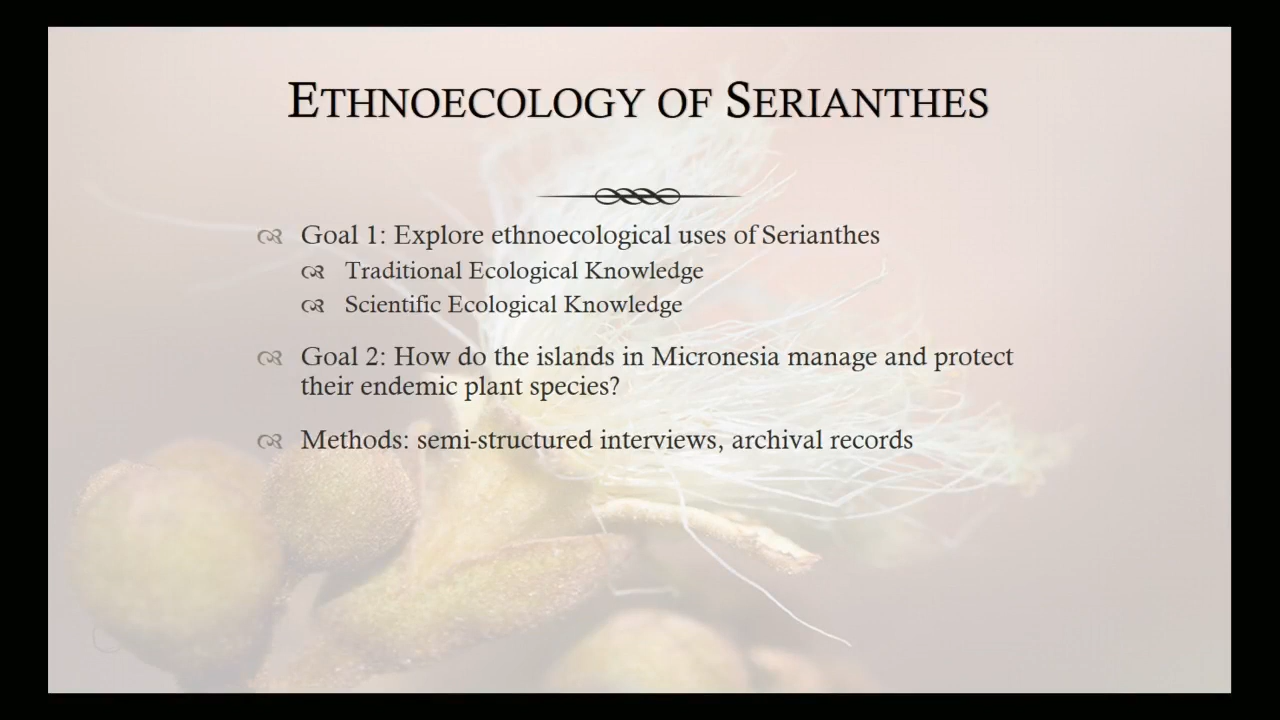 ETHNOECOLOGY OF SERIANTHES
Goal 1: Explore ethnoecological uses of Serianthes
Traditional Ecological Knowledge
Scientific Ecological Knowledge
Goal 2: How do the islands in Micronesia manage and protect
their endemic plant species?
Methods: semi-structured interviews, archival records